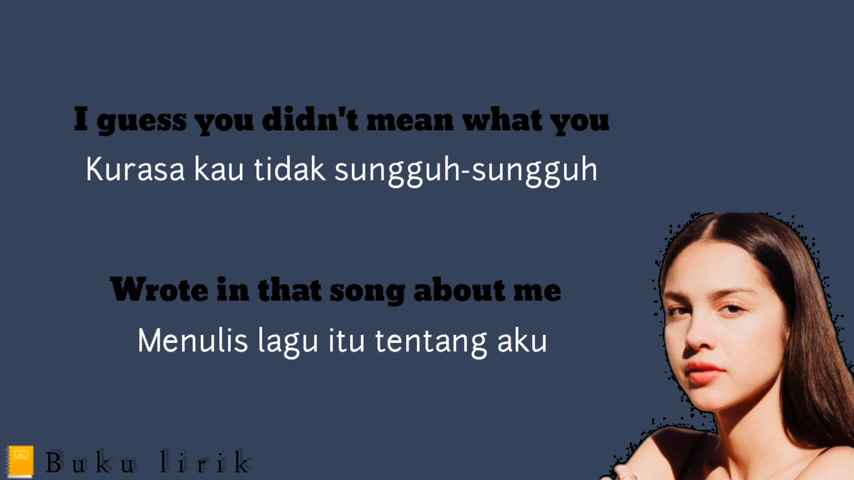 I guess you didn't mean what you
Kurasa kau tidak sungguh-sungguh
Wrote in that song about me
Menulis lagu itu tentang aku
Buku lirik